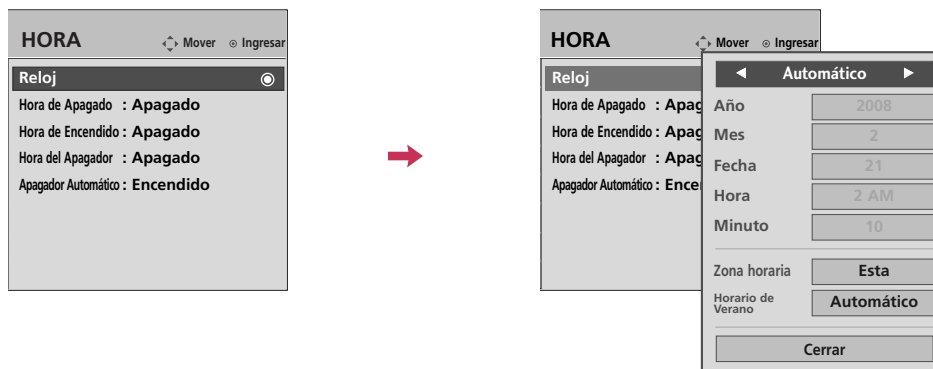 HORA
Mover
Ingresar
Reloj
Hora de Apagado : Apagado
Hora de Encendido : Apagado
Hora del Apagador : Apagado
Apagador Automático : Encendido
HORA
Mover
Ingresar
Reloj
Hora de Apagado : Apag
Hora de Encendido : Apag
Hora del Apagador : Apag
Apagador Automático : Ence
Automático
Año 2008
Mes 2
Fecha 21
Hora 2 AM
Minuto 10
Zona horaria Esta
Horario de
Verano Automático
Cerrar